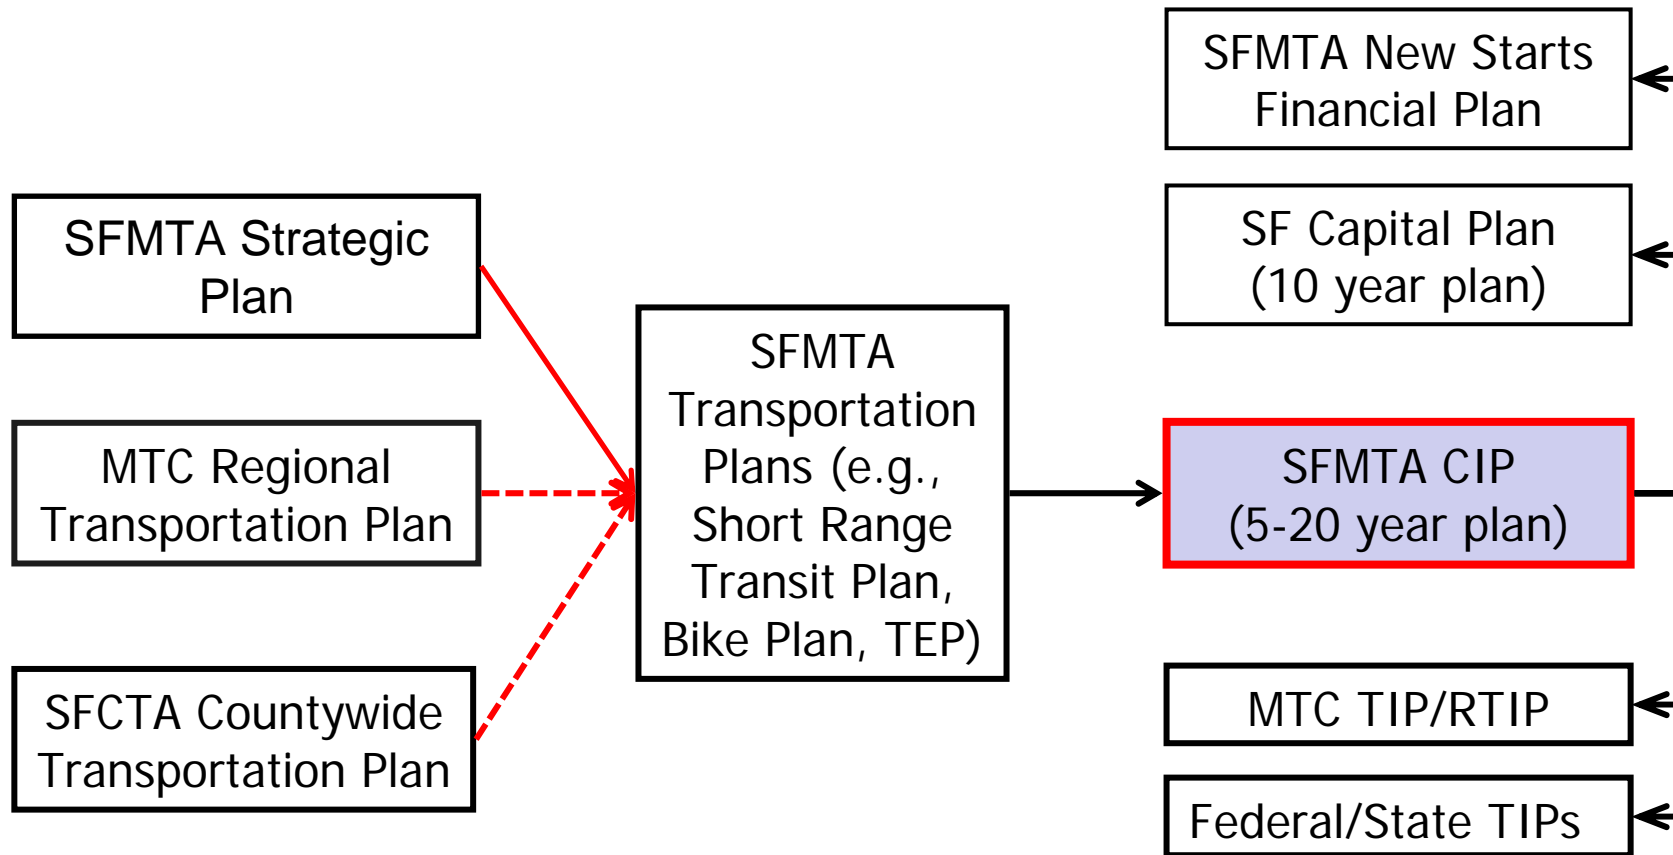 SFMTA Strategic
Plan
MTC Regional
Transportation Plan
SFCTA Countywide
Transportation Plan
SFMTA
Transportation
Plans (e.g.,
Short Range
Transit Plan,
Bike Plan, TEP)
SFMTA New Starts
Financial Plan
SF Capital Plan
(10 year plan)
SFMTA CIP
(5-20 year plan)
MTC TIP/RTIP
Federal/State TIPs